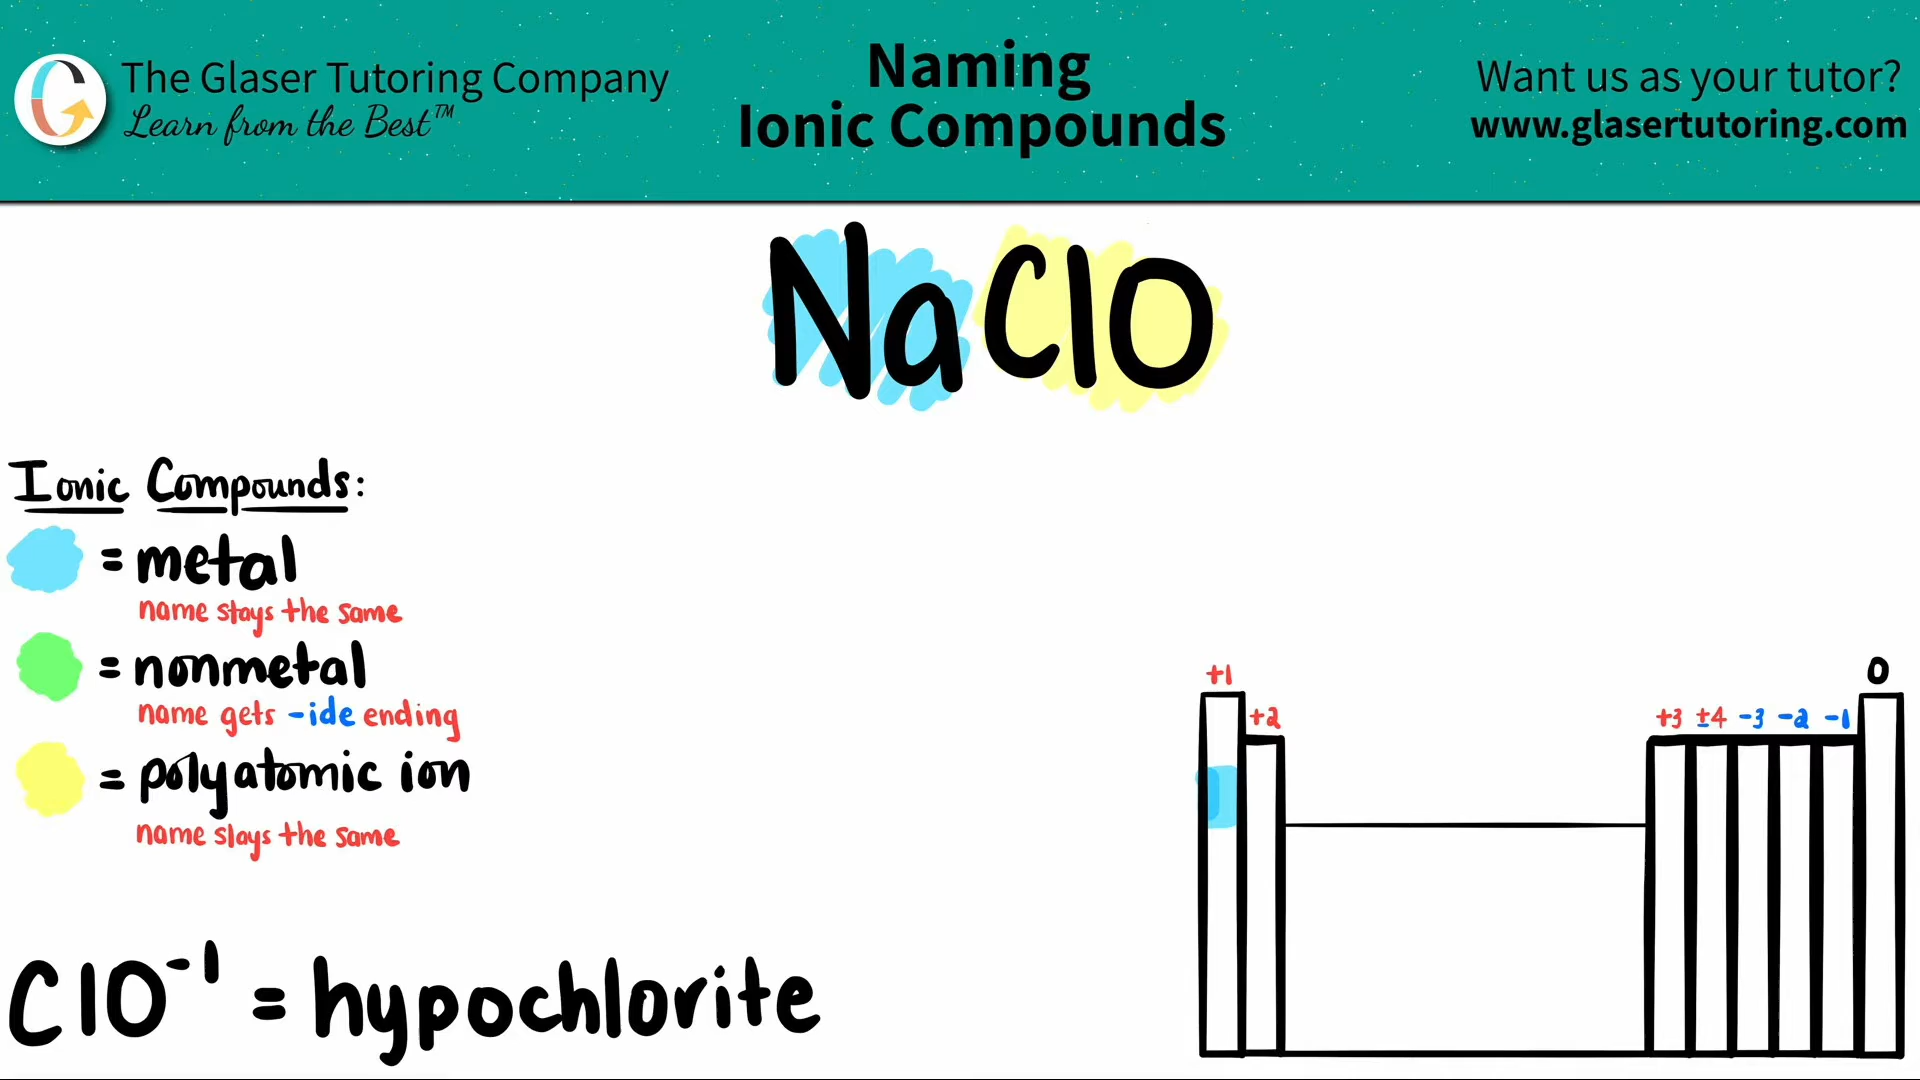 The Glaser Tutoring Company
Learn from the Best™
Naming
Ionic Compounds
Want us as your tutor?
www.glasertutoring.com
NaClO
Ionic Compounds:
= metal
name stays the same
= nonmetal
name gets -ide ending
= polyatomic ion
name stays the same
ClO⁻¹ = hypochlorite
+1
+2
+3 ±4 -3 -2 -1
0